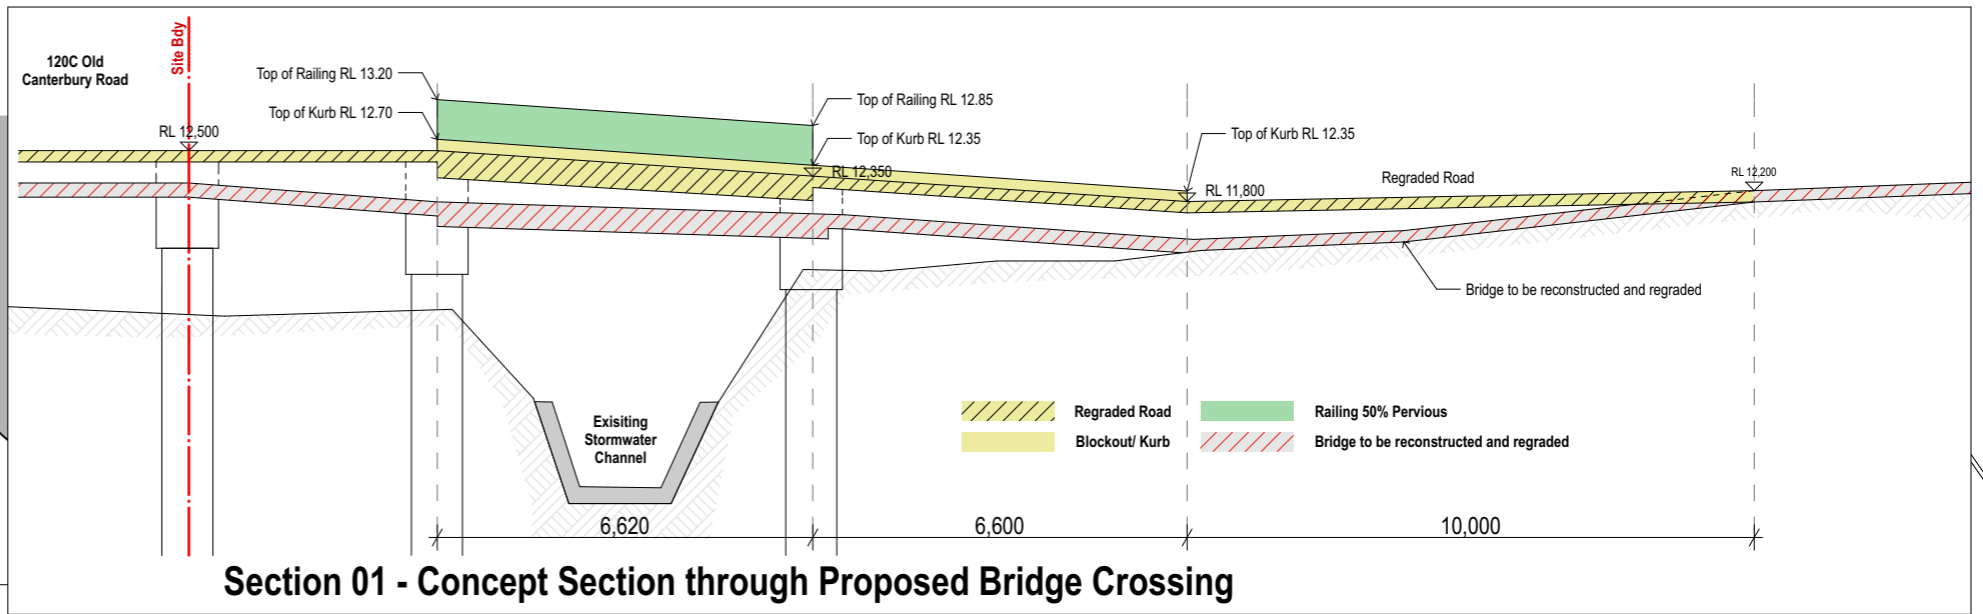 120C Old
Canterbury Road
Site Bdy
RL 12,500
Top of Railing RL 13.20
Top of Kurb RL 12.70
Top of Railing RL 12.85
Top of Kurb RL 12.35
RL 12,350
Top of Kurb RL 12.35
RL 11,800
Regraded Road
RL 12,200
Bridge to be reconstructed and regraded
Exisiting
Stormwater
Channel
Regraded Road
Railing 50% Pervious
Blockout/ Kurb
Bridge to be reconstructed and regraded
6,620
6,600
10,000
Section 01 - Concept Section through Proposed Bridge Crossing